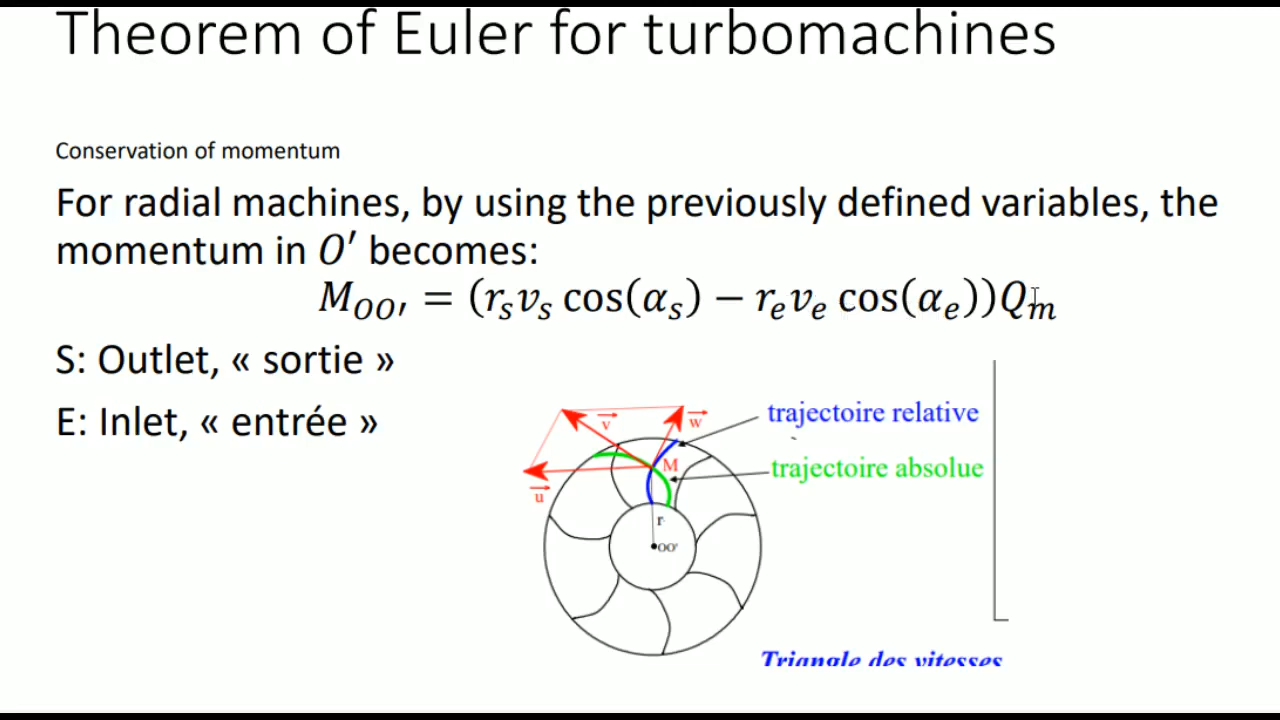 Theorem of Euler for turbomachines
Conservation of momentum
For radial machines, by using the previously defined variables, the
momentum in O′ becomes:
M_{OO′} = (r_s v_s cos(α_s) − r_e v_e cos(α_e))Q_m
S: Outlet, « sortie »
E: Inlet, « entrée »
v
w
trajectoire relative
M
trajectoire absolue
u
r
OO'
Triangle des vitesses